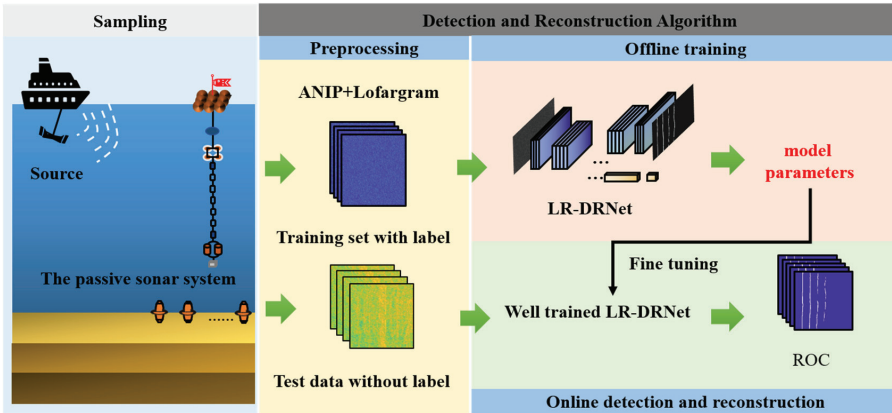 Sampling
Detection and Reconstruction Algorithm
Preprocessing
Offline training
Source
The passive sonar system
......
ANIP+Lofargram
Training set with label
Test data without label
...
...
LR-DRNet
model
parameters
Fine tuning
Well trained LR-DRNet
ROC
Online detection and reconstruction